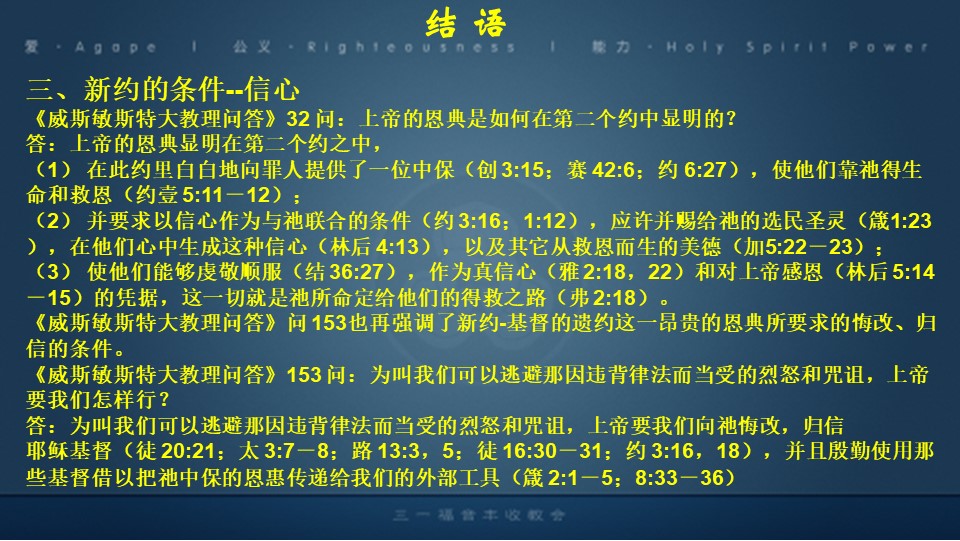 结 语
爱 · Agape | 公义 · Righteousness | 能力 · Holy Spirit Power
三、新约的条件--信心
《威斯敏斯特大教理问答》32 问：上帝的恩典是如何在第二个约中显明的？
答：上帝的恩典显明在第二个约之中，
（1） 在此约里白白地向罪人提供了一位中保（创3:15；赛 42:6；约 6:27），使他们靠祂得生
命和救恩（约壹5:11－12）；
（2） 并要求以信心作为与祂联合的条件（约3:16；1:12），应许并赐给祂的选民圣灵（箴1:23
），在他们心中生成这种信心（林后4:13），以及其它从救恩而生的美德（加5:22－23）；
（3） 使他们能够虔敬顺服（结36:27），作为真信心（雅2:18，22）和对上帝感恩（林后5:14
－15）的凭据，这一切就是祂所命定给他们的得救之路（弗2:18）。
《威斯敏斯特大教理问答》问153也再强调了新约-基督的遗约这一昂贵的恩典所要求的悔改、归
信的条件。
《威斯敏斯特大教理问答》153问：为叫我们可以逃避那因违背律法而当受的烈怒和咒诅，上帝
要我们怎样行？
答：为叫我们可以逃避那因违背律法而当受的烈怒和咒诅，上帝要我们向祂悔改，归信
耶稣基督（徒20:21；太3:7－8；路13:3，5；徒16:30－31；约3:16，18），并且殷勤使用那
些基督借以把祂中保的恩惠传递给我们的外部工具（箴2:1－5；8:33－36）
三一福音丰收教会